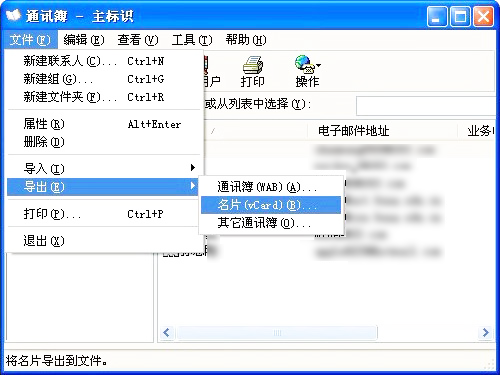 通讯簿 - 主标识
文件(F) 编辑(E) 查看(V) 工具(T) 帮助(H)
新建联系人(C)... Ctrl+N
新建组(G)... Ctrl+G
新建文件夹(F)... Ctrl+R
属性(R) Alt+Enter
删除(D)
导入(I)
导出(E)
打印(P)... Ctrl+P
退出(X)
户 打印 操作
或从列表中选择(Y):
电子邮件地址 业务
通讯簿(WAB)(A)...
名片(vCard)(B)...
其它通讯簿(O)...
将名片导出到文件。